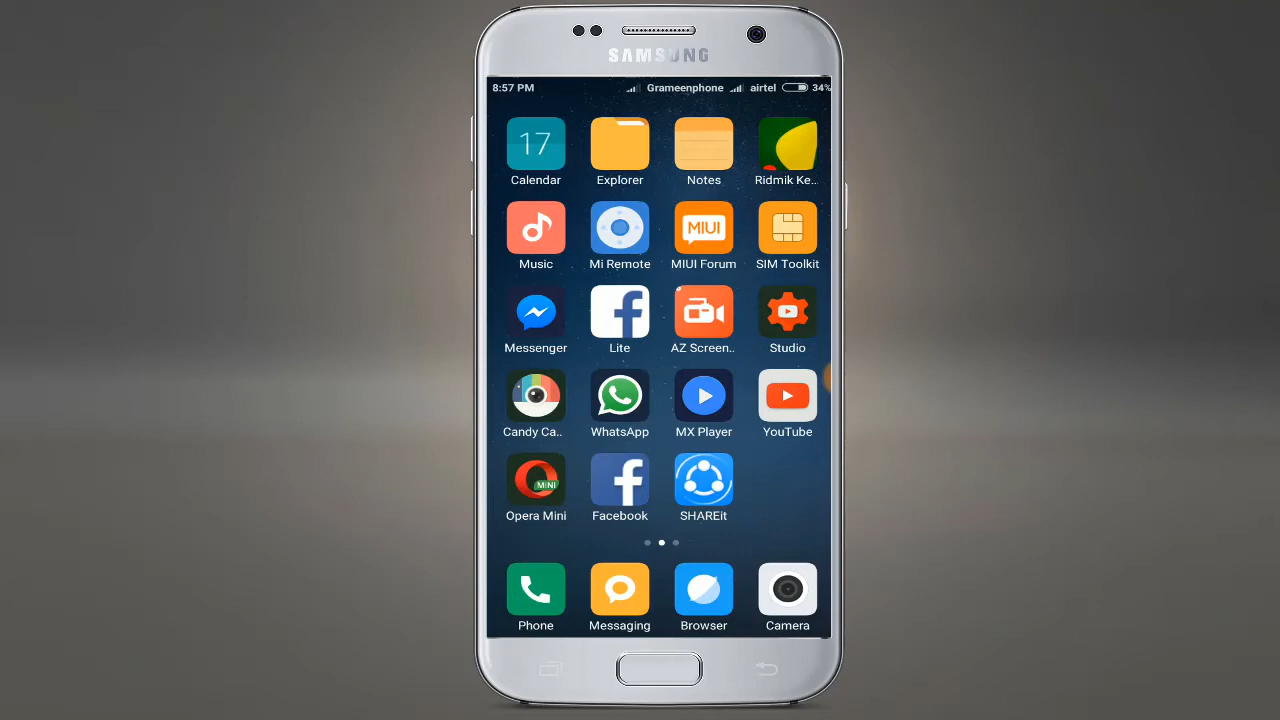 SAMSUNG
8:57 PM Grameenphone airtel 34%
17
Calendar Explorer Notes Ridmik Ke..
MIUI
Music Mi Remote MIUI Forum SIM Toolkit
Messenger Lite AZ Screen.. Studio
Candy Ca.. WhatsApp MX Player YouTube
MINI
Opera Mini Facebook SHAREit
Phone Messaging Browser Camera